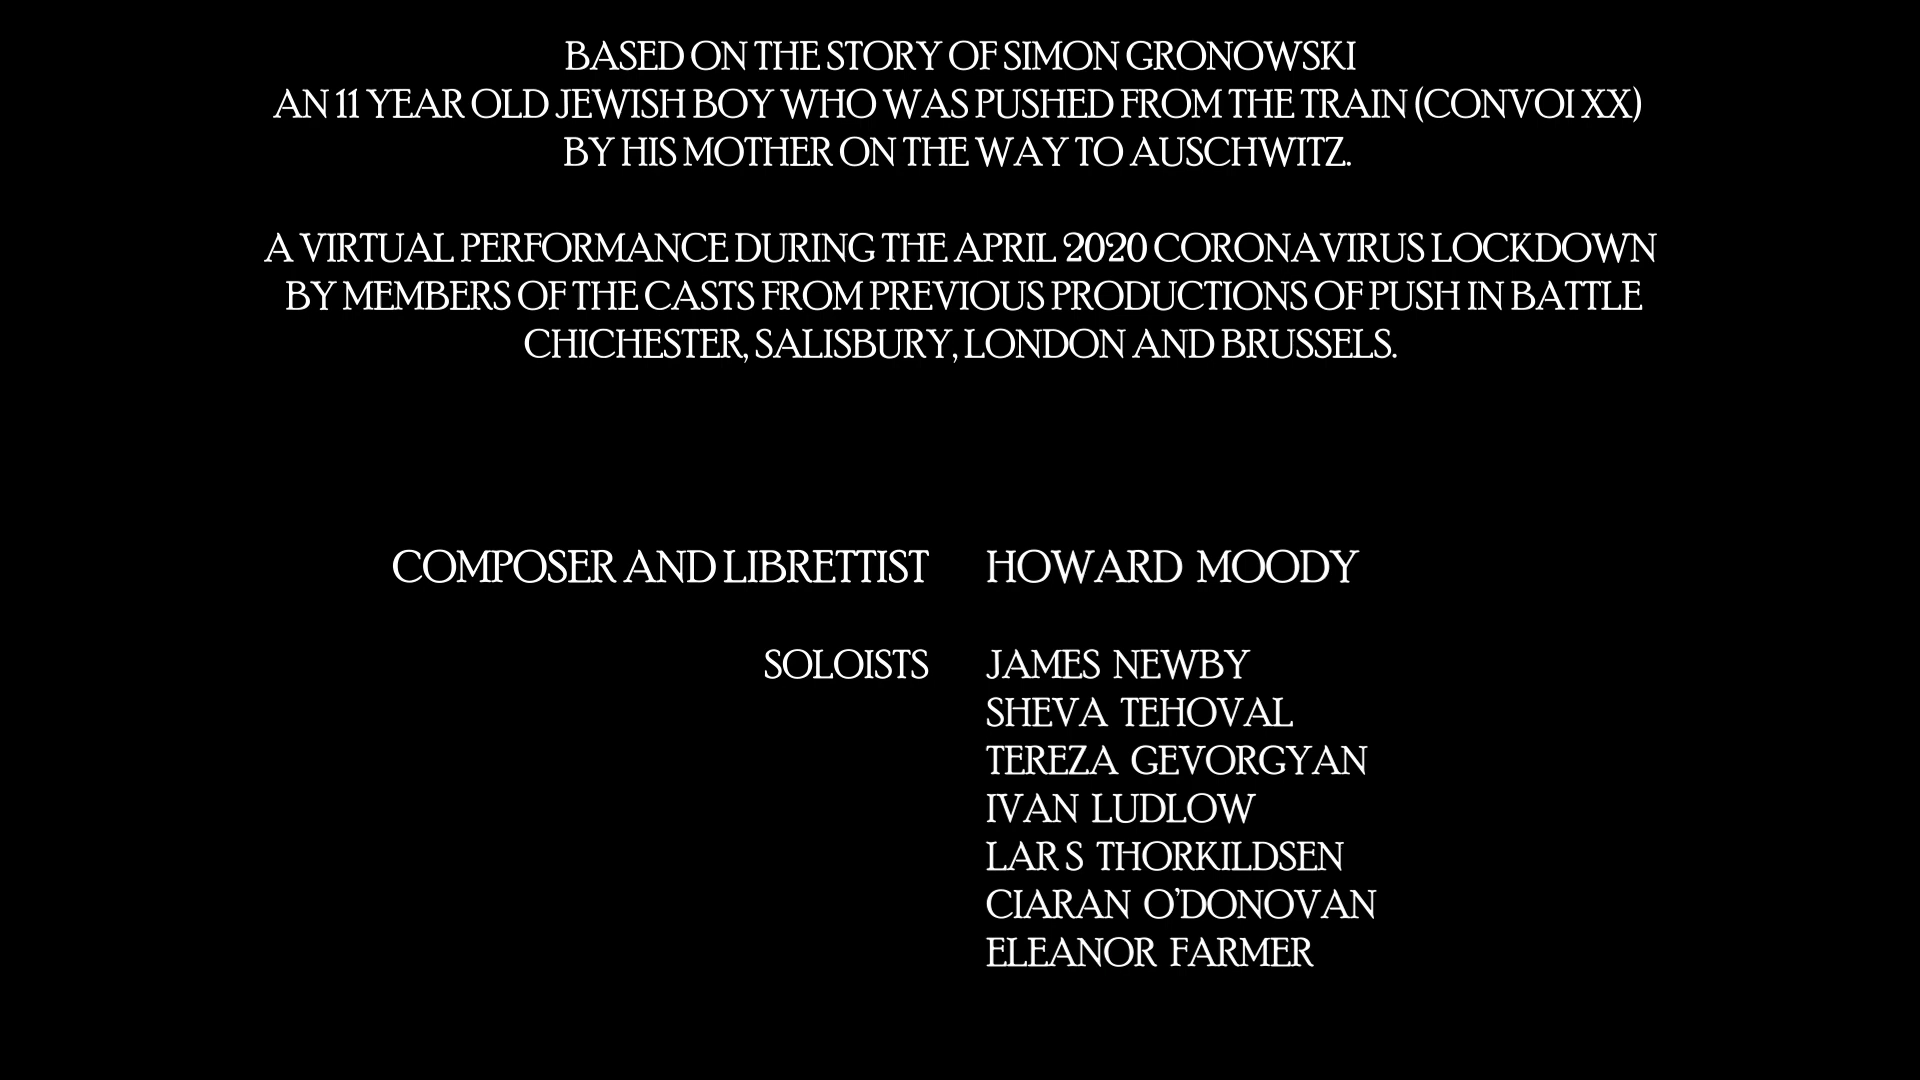 BASED ON THE STORY OF SIMON GRONOWSKI
AN 11 YEAR OLD JEWISH BOY WHO WAS PUSHED FROM THE TRAIN (CONVOI XX)
BY HIS MOTHER ON THE WAY TO AUSCHWITZ.
A VIRTUAL PERFORMANCE DURING THE APRIL 2020 CORONAVIRUS LOCKDOWN
BY MEMBERS OF THE CASTS FROM PREVIOUS PRODUCTIONS OF PUSH IN BATTLE
CHICHESTER, SALISBURY, LONDON AND BRUSSELS.
COMPOSER AND LIBRETTIST HOWARD MOODY
SOLOISTS JAMES NEWBY
SHEVA TEHOVAL
TEREZA GEVORGYAN
IVAN LUDLOW
LARS THORKILDSEN
CIARAN O'DONOVAN
ELEANOR FARMER